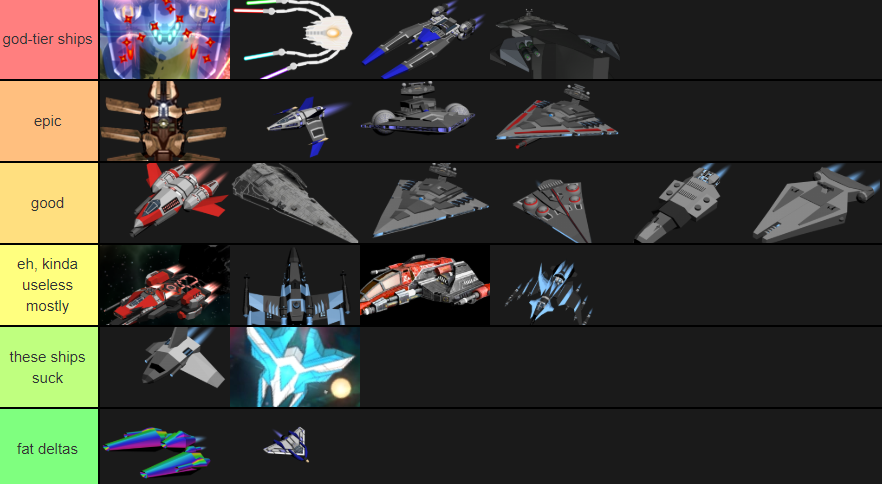 god-tier ships
epic
good
eh, kinda
useless
mostly
these ships
suck
fat deltas